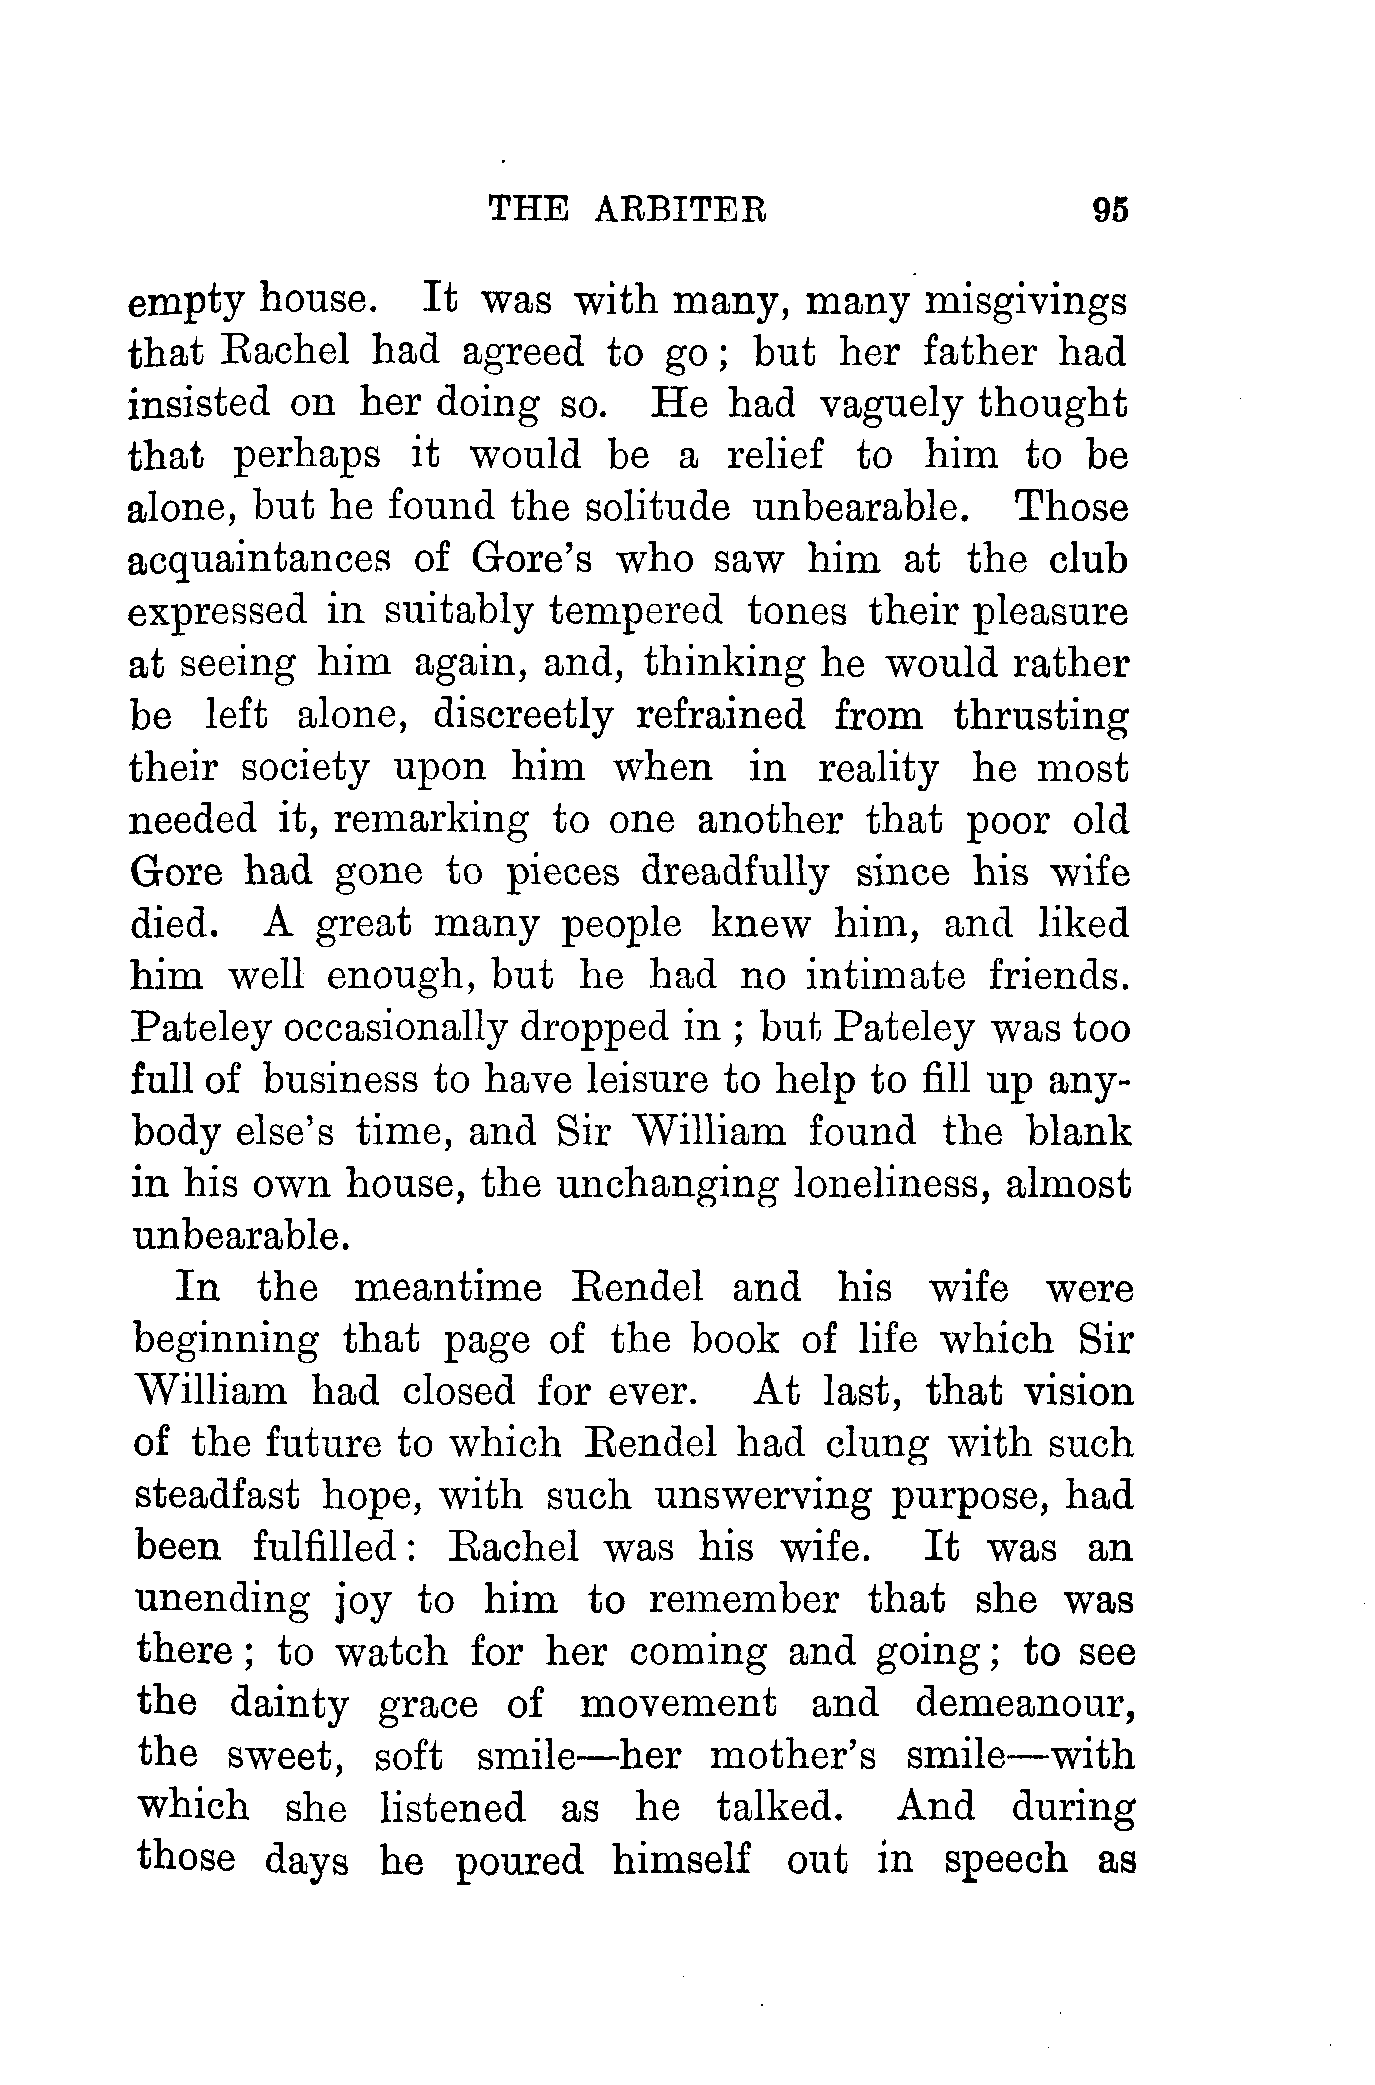 THE ARBITER 95
empty house. It was with many, many misgivings
that Rachel had agreed to go; but her father had
insisted on her doing so. He had vaguely thought
that perhaps it would be a relief to him to be
alone, but he found the solitude unbearable. Those
acquaintances of Gore's who saw him at the club
expressed in suitably tempered tones their pleasure
at seeing him again, and, thinking he would rather
be left alone, discreetly refrained from thrusting
their society upon him when in reality he most
needed it, remarking to one another that poor old
Gore had gone to pieces dreadfully since his wife
died. A great many people knew him, and liked
him well enough, but he had no intimate friends.
Pateley occasionally dropped in; but Pateley was too
full of business to have leisure to help to fill up any-
body else's time, and Sir William found the blank
in his own house, the unchanging loneliness, almost
unbearable.
In the meantime Rendel and his wife were
beginning that page of the book of life which Sir
William had closed for ever. At last, that vision
of the future to which Rendel had clung with such
steadfast hope, with such unswerving purpose, had
been fulfilled: Rachel was his wife. It was an
unending joy to him to remember that she was
there; to watch for her coming and going; to see
the dainty grace of movement and demeanour,
the sweet, soft smile—her mother's smile—with
which she listened as he talked. And during
those days he poured himself out in speech as